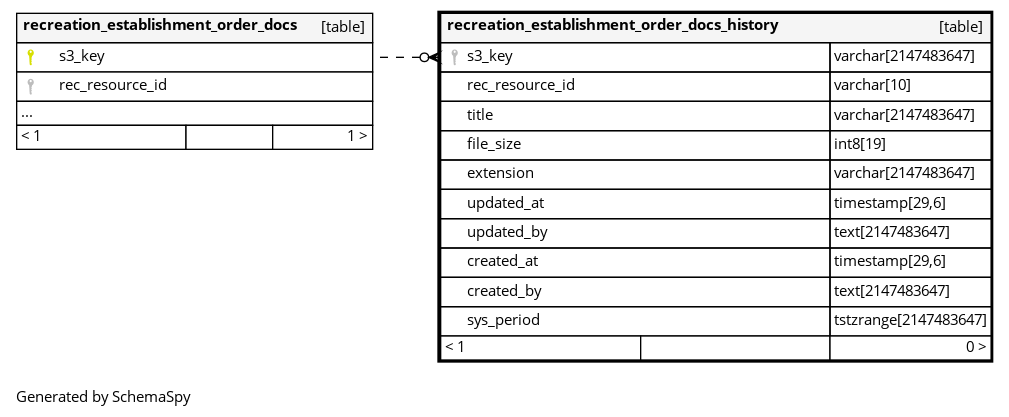 recreation_establishment_order_docs [table]
s3_key
rec_resource_id
...
< 1 1 >
recreation_establishment_order_docs_history [table]
s3_key varchar[2147483647]
rec_resource_id varchar[10]
title varchar[2147483647]
file_size int8[19]
extension varchar[2147483647]
updated_at timestamp[29,6]
updated_by text[2147483647]
created_at timestamp[29,6]
created_by text[2147483647]
sys_period tstzrange[2147483647]
< 1 0 >
Generated by SchemaSpy